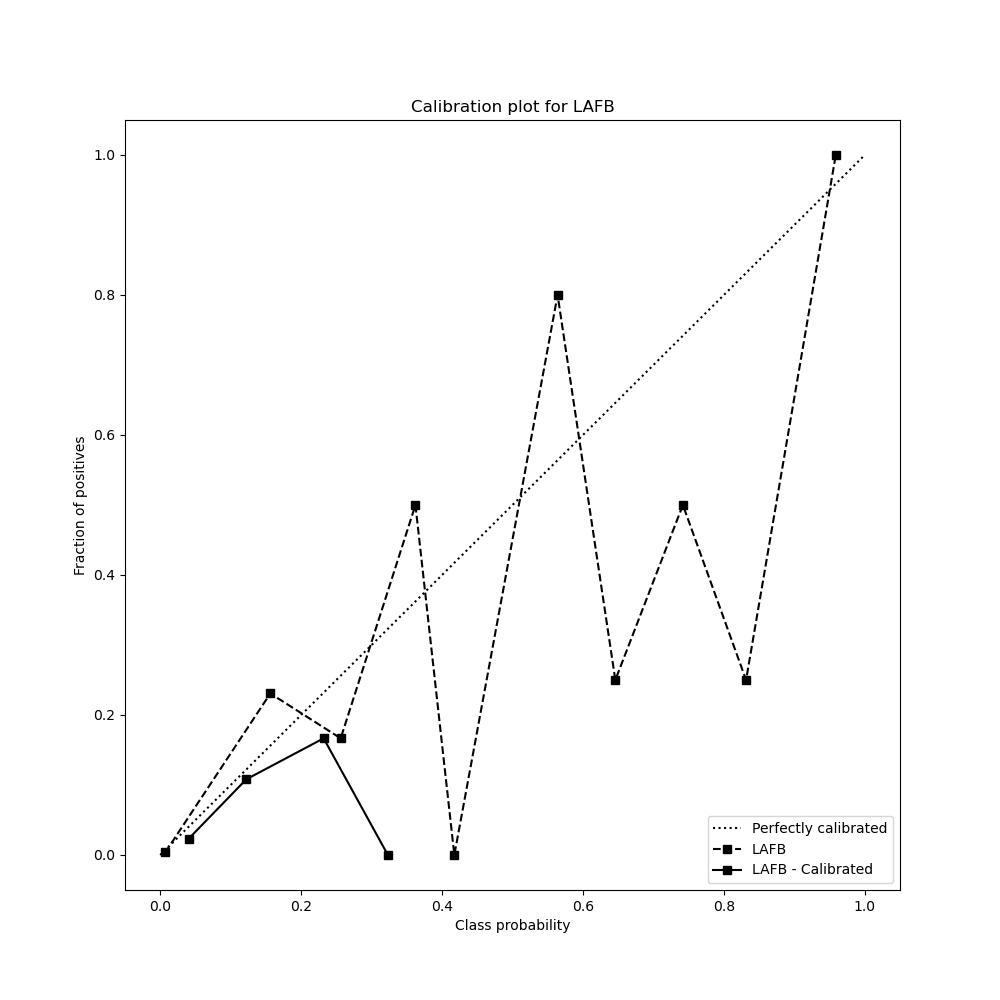 Calibration plot for LAFB
1.0
0.8
0.6
0.4
0.2
0.0
Fraction of positives
Perfectly calibrated
LAFB
LAFB - Calibrated
0.0 0.2 0.4 0.6 0.8 1.0
Class probability